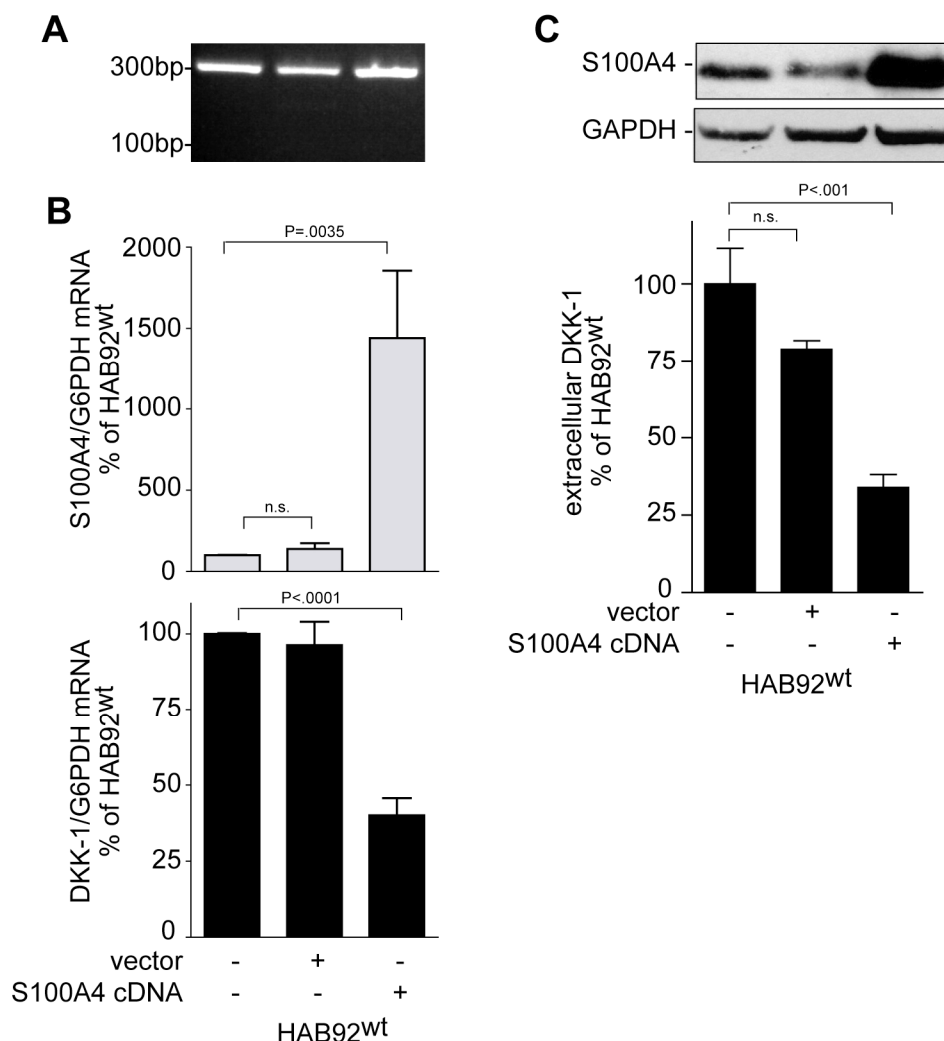 A
300bp-
100bp-
B
P=.0035
2000
1500
1000
500
0
n.s.
S100A4/G6PDH mRNA
% of HAB92wt
P<.0001
100
75
50
25
0
DKK-1/G6PDH mRNA
% of HAB92wt
vector - + -
S100A4 cDNA - - +
HAB92wt
C
S100A4 -
GAPDH -
P<.001
n.s.
100
75
50
25
0
extracellular DKK-1
% of HAB92wt
vector - + -
S100A4 cDNA - - +
HAB92wt